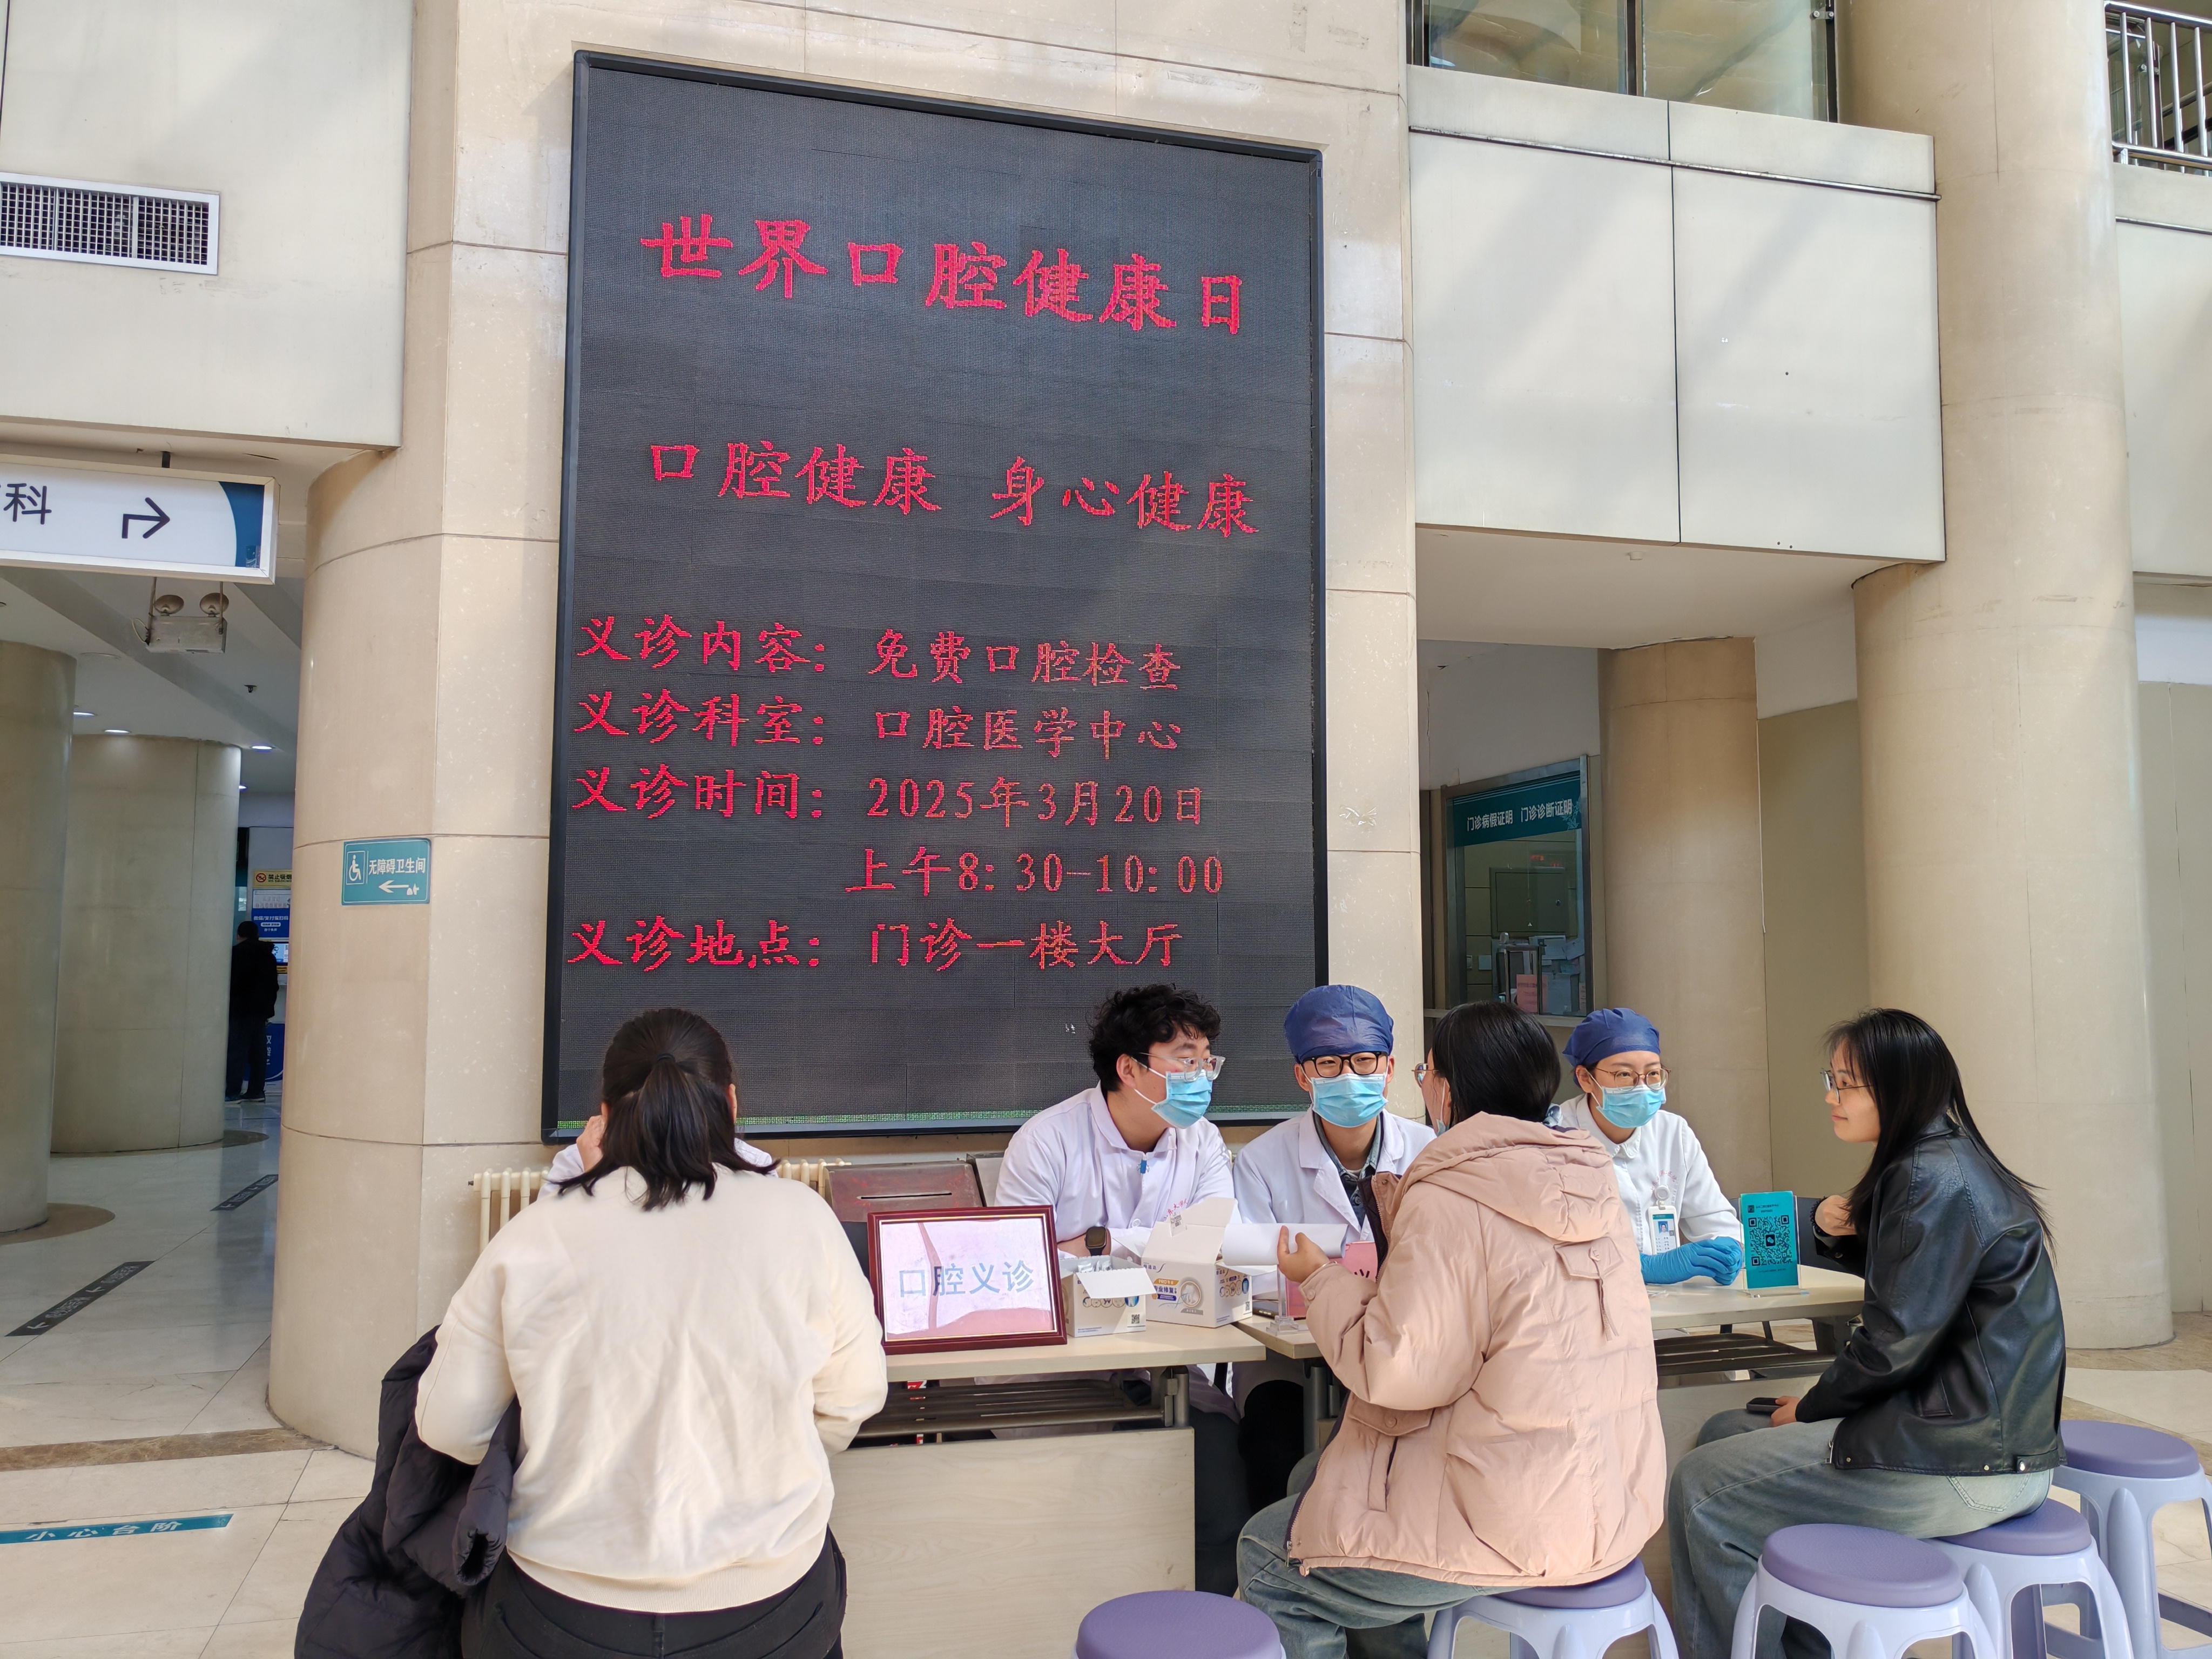 世界口腔健康日
口腔健康 身心健康
义诊内容：免费口腔检查
义诊科室：口腔医学中心
义诊时间：2025年3月20日
上午8：30-10：00
义诊地点：门诊一楼大厅
科
无障碍卫生间
门诊病假证明 门诊诊断证明
口腔义诊
小心台阶